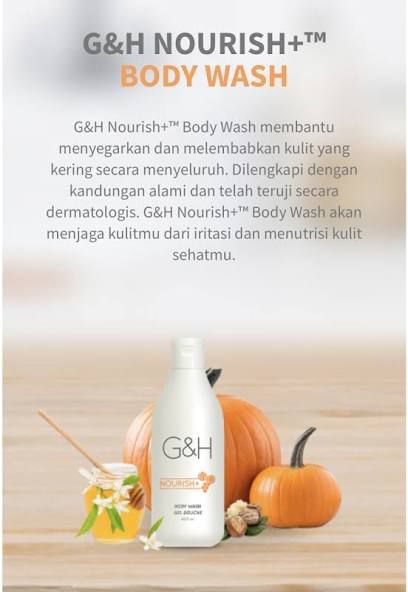 G&H NOURISH+™
BODY WASH
G&H Nourish+™ Body Wash membantu
menyegarkan dan melembabkan kulit yang
kering secara menyeluruh. Dilengkapi dengan
kandungan alami dan telah teruji secara
dermatologis. G&H Nourish+™ Body Wash akan
menjaga kulitmu dari iritasi dan menutrisi kulit
sehatmu.
G&H
NOURISH+
BODY WASH
GEL DOUCHE